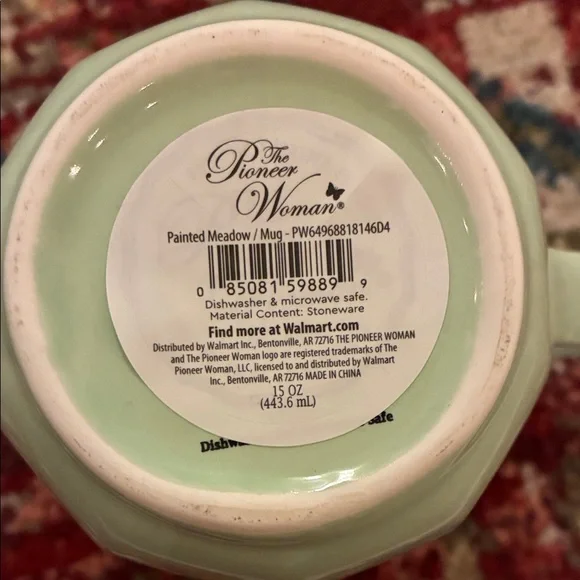 The
Pioneer
Woman®
Painted Meadow / Mug - PW64968818146D4
0 85081 59889 9
Dishwasher & microwave safe.
Material Content: Stoneware
Find more at Walmart.com
Distributed by Walmart Inc., Bentonville, AR 72716 THE PIONEER WOMAN
and The Pioneer Woman logo are registered trademarks of The
Pioneer Woman, LLC, licensed to and distributed by Walmart
Inc., Bentonville, AR 72716 MADE IN CHINA
15 OZ
(443.6 mL)